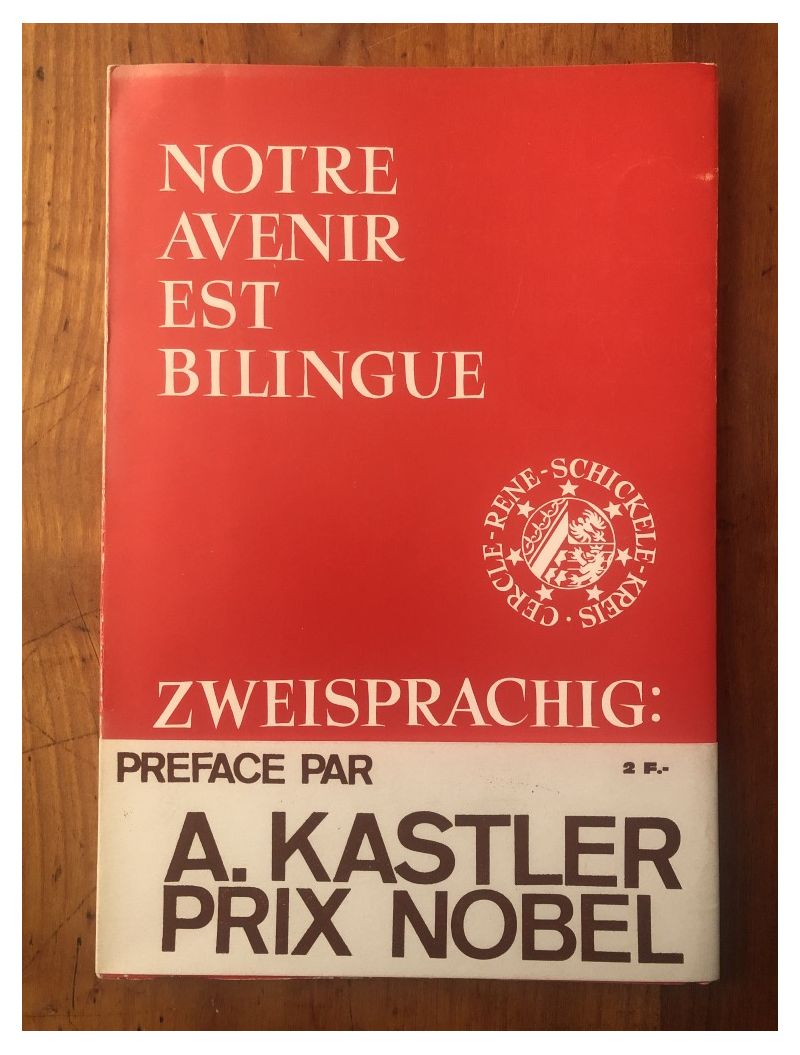 NOTRE
AVENIR
EST
BILINGUE
CERCLE-RENE-SCHICKELE-KREIS ·
ZWEISPRACHIG:
PREFACE PAR
2 F.-
A. KASTLER
PRIX NOBEL